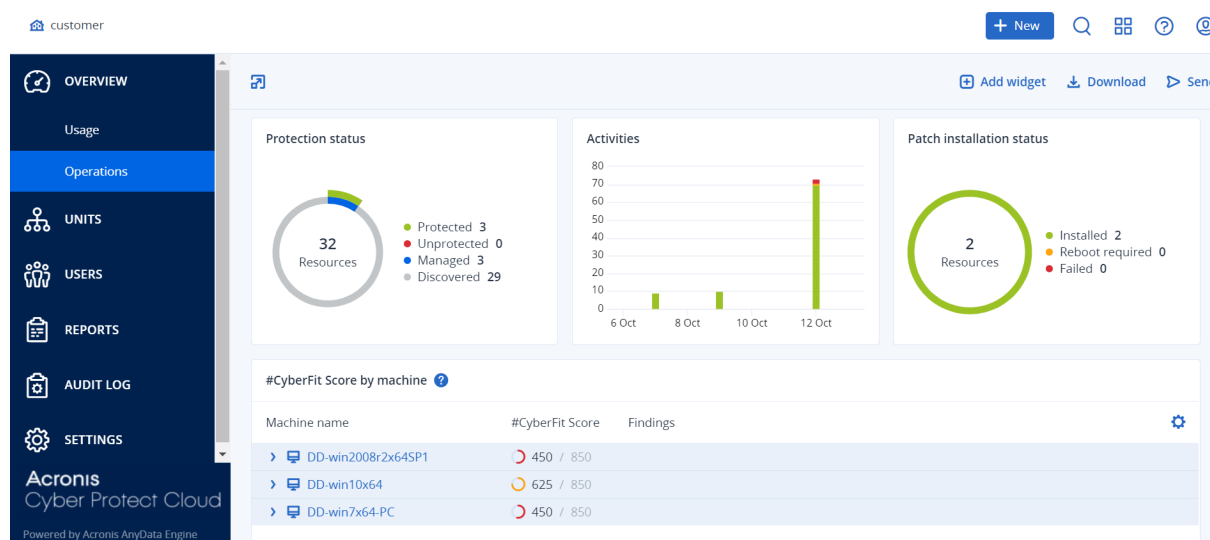 customer
+ New
OVERVIEW
Usage
Operations
UNITS
USERS
REPORTS
AUDIT LOG
SETTINGS
Acronis
Cyber Protect Cloud
Powered by Acronis AnyData Engine
Add widget
Download
Send
Protection status
32
Resources
Protected 3
Unprotected 0
Managed 3
Discovered 29
Activities
80
70
60
50
40
30
20
10
0
6 Oct 8 Oct 10 Oct 12 Oct
Patch installation status
2
Resources
Installed 2
Reboot required 0
Failed 0
#CyberFit Score by machine ?
Machine name #CyberFit Score Findings
DD-win2008r2x64SP1 450 / 850
DD-win10x64 625 / 850
DD-win7x64-PC 450 / 850